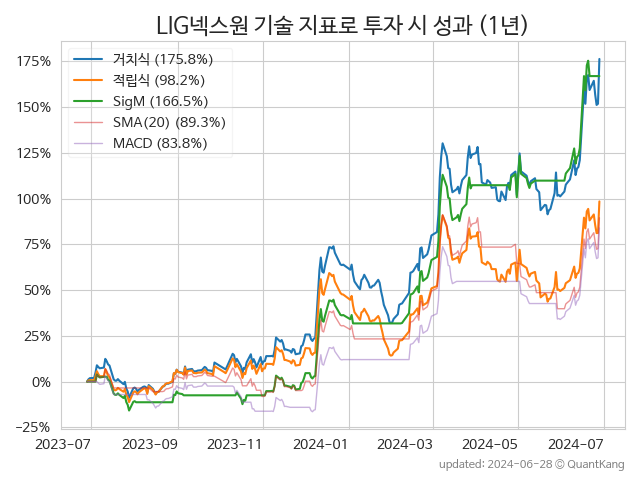 LIG넥스원 기술 지표로 투자 시 성과 (1년)
거치식 (175.8%)
적립식 (98.2%)
SigM (166.5%)
SMA(20) (89.3%)
MACD (83.8%)
175%
150%
125%
100%
75%
50%
25%
0%
−25%
2023-07 2023-09 2023-11 2024-01 2024-03 2024-05 2024-07
updated: 2024-06-28 © QuantKang